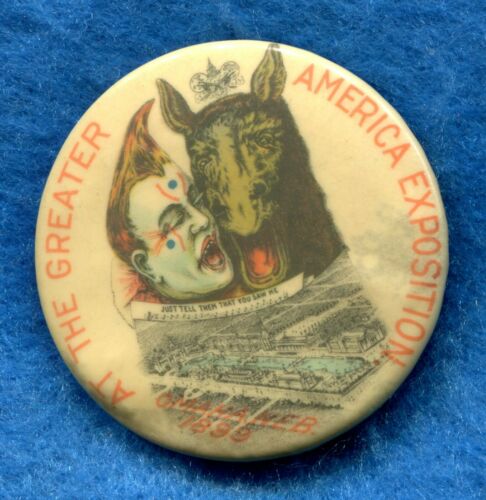 AT THE GREATER AMERICA EXPOSITION
JUST TELL THEM THAT YOU SAW ME
OMAHA NEB.
1899